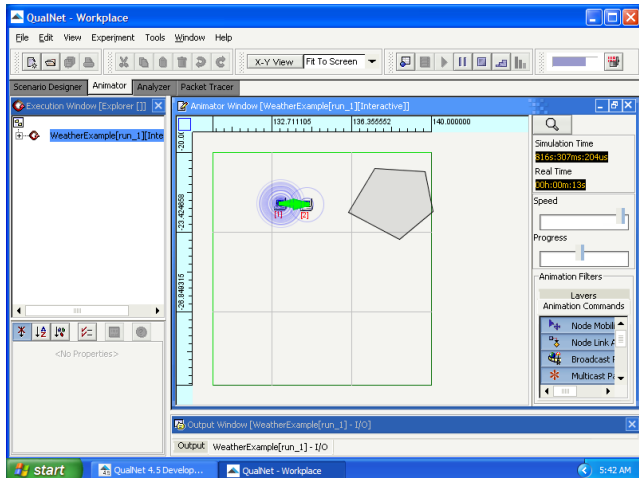 QualNet - Workplace
File Edit View Experiment Tools Window Help
X-Y View Fit To Screen
Scenario Designer Animator Analyzer Packet Tracer
Execution Window [Explorer []]
WeatherExample[run_1][Inte
Animator Window [WeatherExample[run_1][Interactive]]
132.711105 136.355552 140.000000
-20.0(
-23.424658
-26.849315
[1] [2]
Simulation Time
816s:307ms:204us
Real Time
00h:00m:13s
Speed
Progress
Animation Filters
Layers
Animation Commands
Node Mobili
Node Link A
Broadcast F
Multicast Pa
<No Properties>
Output Window [WeatherExample[run_1] - I/O]
Output WeatherExample[run_1] - I/O
start QualNet 4.5 Develop... QualNet - Workplace 5:42 AM